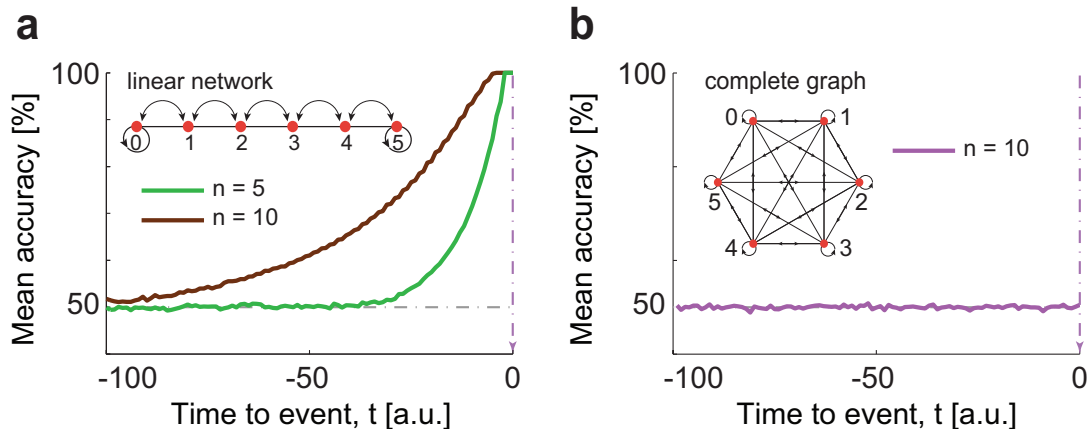 a
linear network
0 1 2 3 4 5
n = 5
n = 10
100
50
Mean accuracy [%]
-100 -50 0
Time to event, t [a.u.]
b
complete graph
0 1
5 2
4 3
n = 10
100
50
Mean accuracy [%]
-100 -50 0
Time to event, t [a.u.]